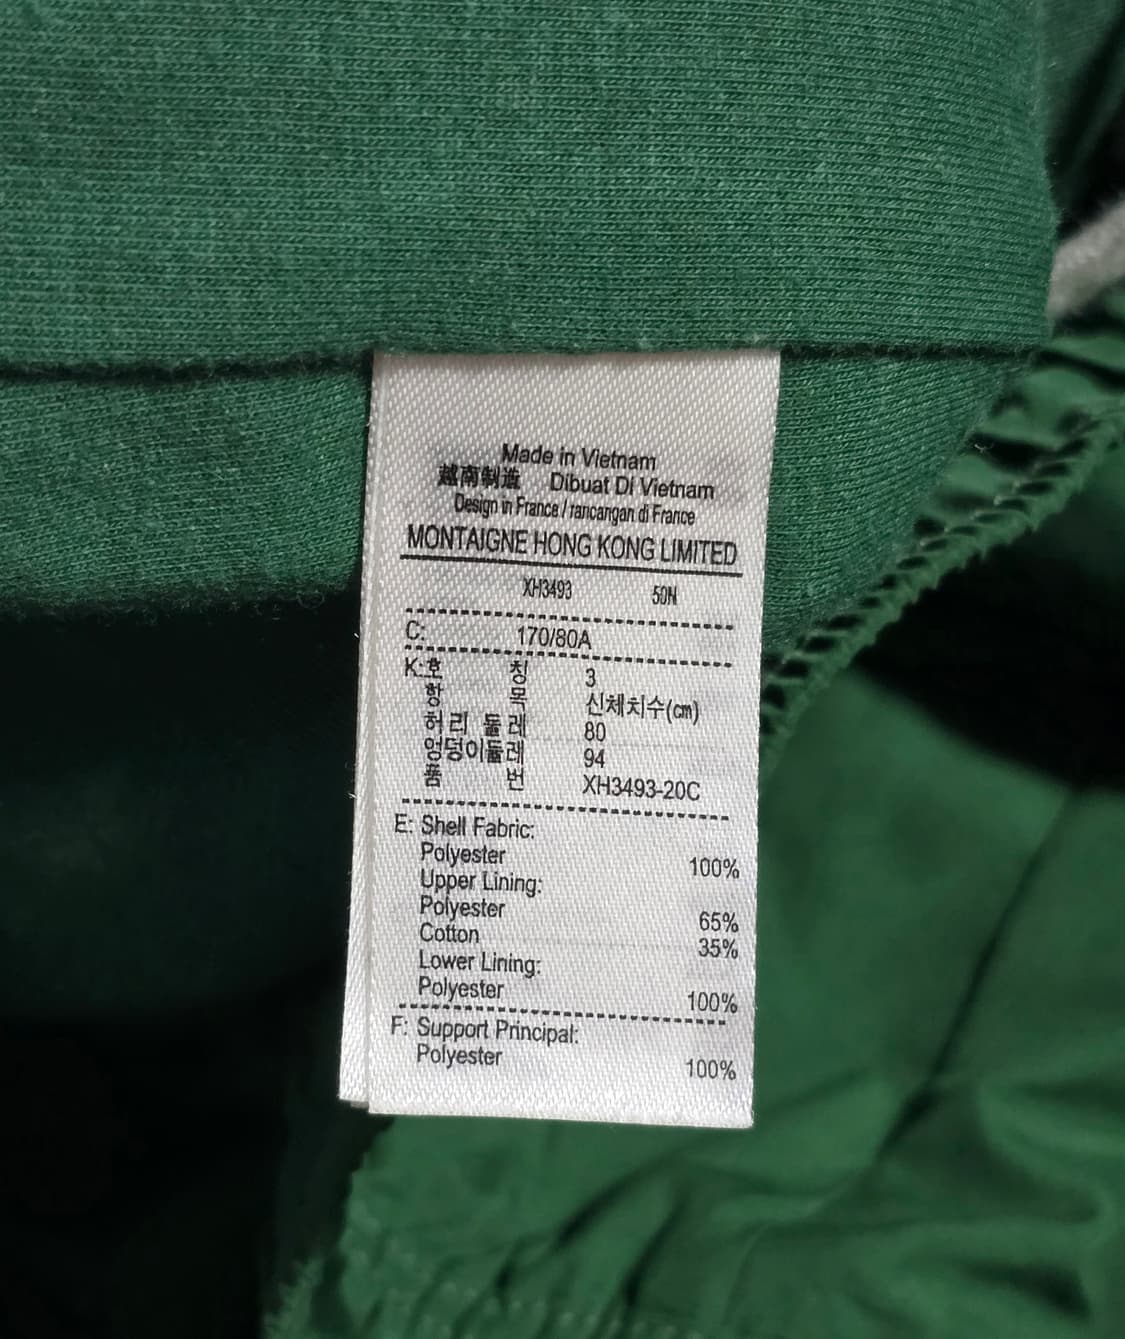 Made in Vietnam
越南制造 Dibuat Di Vietnam
Design in France / rancangan di France
MONTAIGNE HONG KONG LIMITED
XH3493 50N
C: 170/80A
K:호 칭 3
항 목 신체치수(cm)
허리 둘레 80
엉덩이둘레 94
품 번 XH3493-20C
E: Shell Fabric:
Polyester 100%
Upper Lining:
Polyester 65%
Cotton 35%
Lower Lining:
Polyester 100%
F: Support Principal:
Polyester 100%